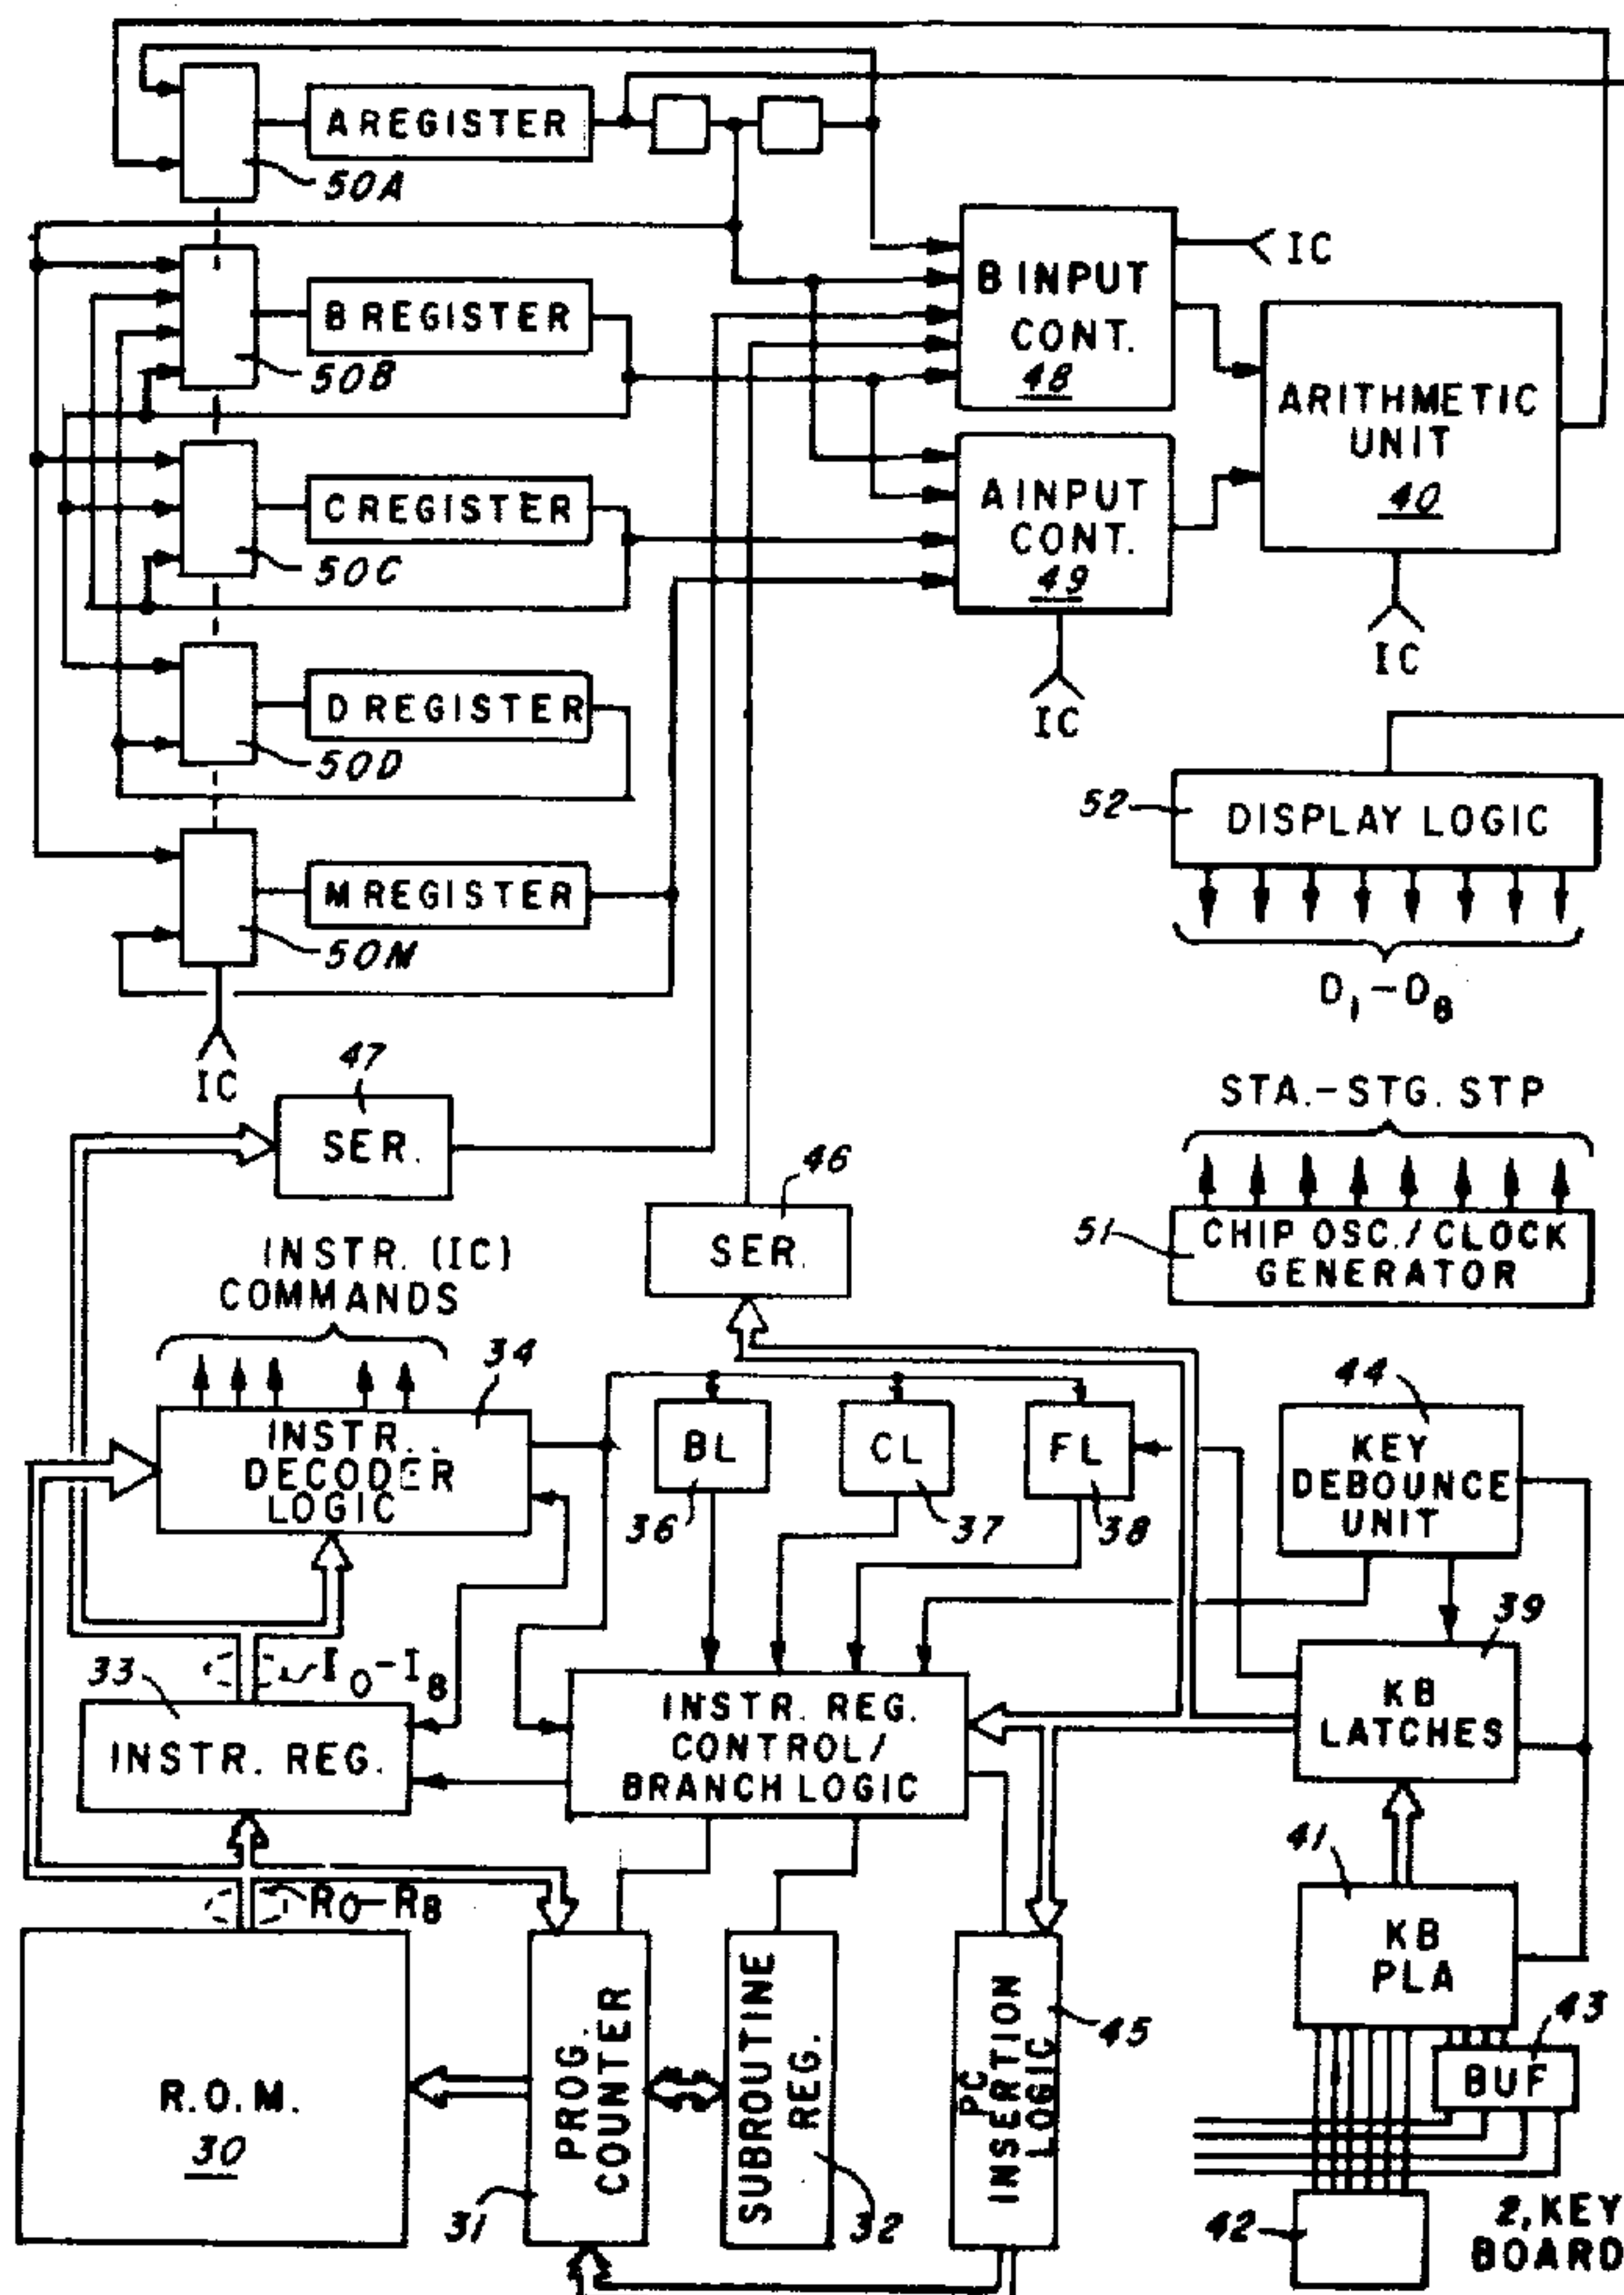 A REGISTER
50A
B REGISTER
50B
C REGISTER
50C
D REGISTER
50D
M REGISTER
50M
IC
B INPUT
CONT.
48
IC
A INPUT
CONT.
49
IC
ARITHMETIC
UNIT
40
IC
52
DISPLAY LOGIC
D1-D8
47
SER.
46
SER.
STA.-STG. STP
51
CHIP OSC./CLOCK
GENERATOR
INSTR. (IC)
COMMANDS
34
INSTR.
DECODER
LOGIC
BL
36
CL
37
FL
38
44
KEY
DEBOUNCE
UNIT
39
KB
LATCHES
33
I0-I8
INSTR. REG.
INSTR. REG.
CONTROL/
BRANCH LOGIC
41
KB
PLA
43
BUF
R0-R8
R.O.M.
30
PROG.
COUNTER
31
SUBROUTINE
REG.
32
PC
INSERTION
LOGIC
45
42
2, KEY
BOARD